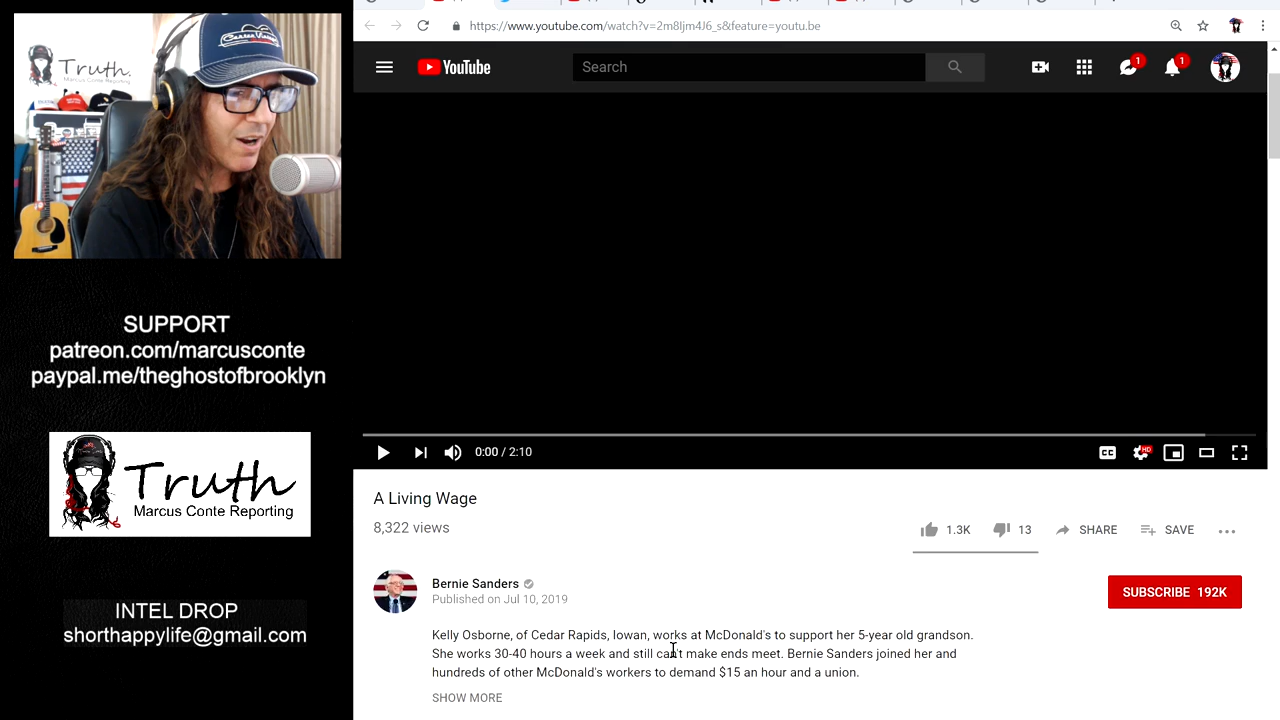 Truth.
Marcus Conte Reporting
https://www.youtube.com/watch?v=2m8Ijm4J6_s&feature=youtu.be
YouTube
Search
1
1
SUPPORT
patreon.com/marcusconte
paypal.me/theghostofbrooklyn
Truth
Marcus Conte Reporting
INTEL DROP
shorthappylife@gmail.com
0:00 / 2:10
CC
HD
A Living Wage
8,322 views
1.3K
13
SHARE
SAVE
Bernie Sanders
Published on Jul 10, 2019
SUBSCRIBE 192K
Kelly Osborne, of Cedar Rapids, Iowan, works at McDonald's to support her 5-year old grandson.
She works 30-40 hours a week and still can't make ends meet. Bernie Sanders joined her and
hundreds of other McDonald's workers to demand $15 an hour and a union.
SHOW MORE